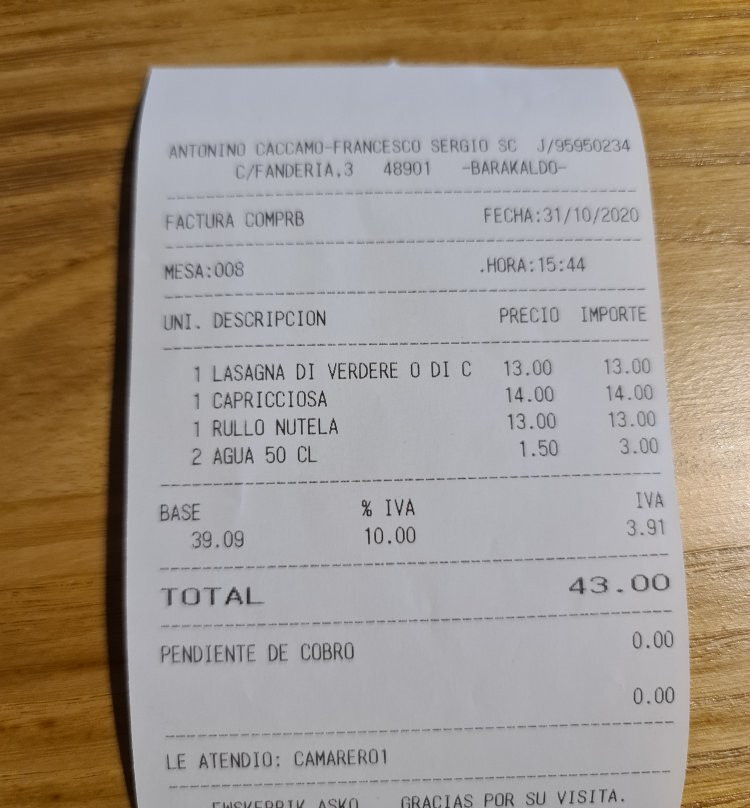 ANTONINO CACCAMO-FRANCESCO SERGIO SC J/95950234
C/FANDERIA,3 48901 -BARAKALDO-
FACTURA COMPRB FECHA:31/10/2020
MESA:008 .HORA:15:44
UNI. DESCRIPCION PRECIO IMPORTE
1 LASAGNA DI VERDERE O DI C 13.00 13.00
1 CAPRICCIOSA 14.00 14.00
1 RULLO NUTELA 13.00 13.00
2 AGUA 50 CL 1.50 3.00
BASE % IVA IVA
39.09 10.00 3.91
TOTAL 43.00
PENDIENTE DE COBRO 0.00
0.00
LE ATENDIO: CAMARERO1
ASKO GRACIAS POR SU VISITA.